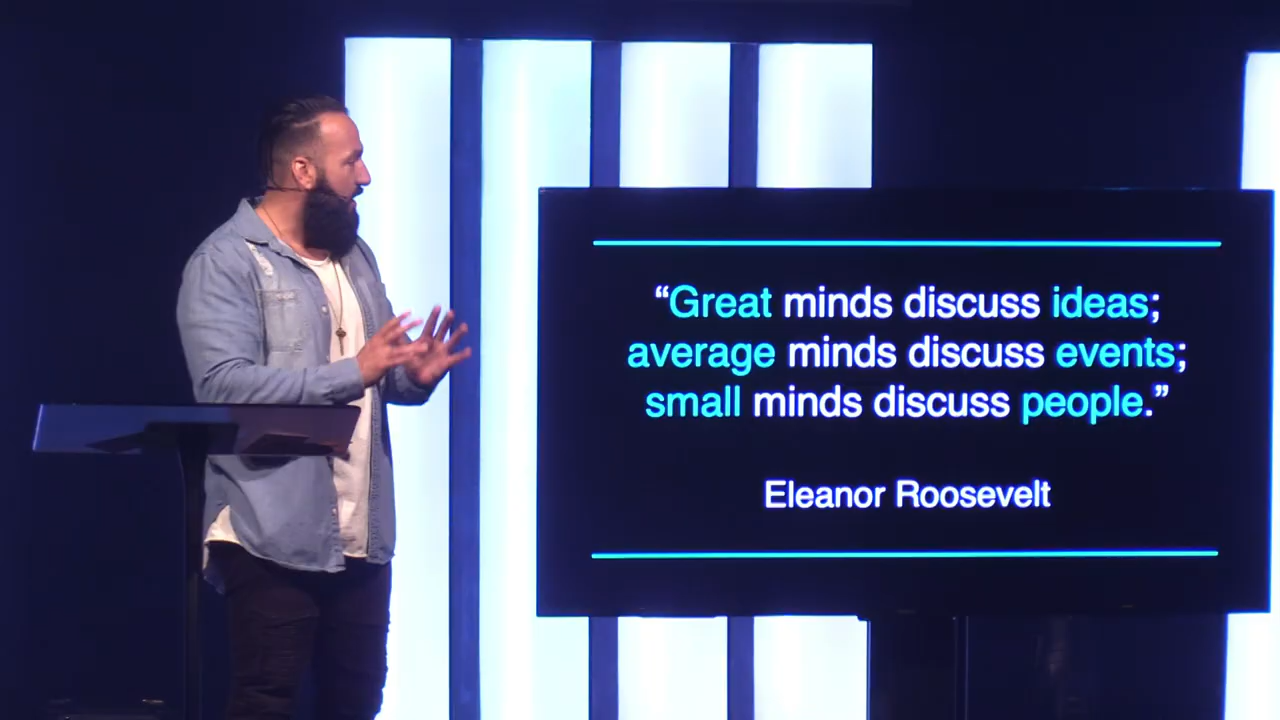 “Great minds discuss ideas;
average minds discuss events;
small minds discuss people.”
Eleanor Roosevelt